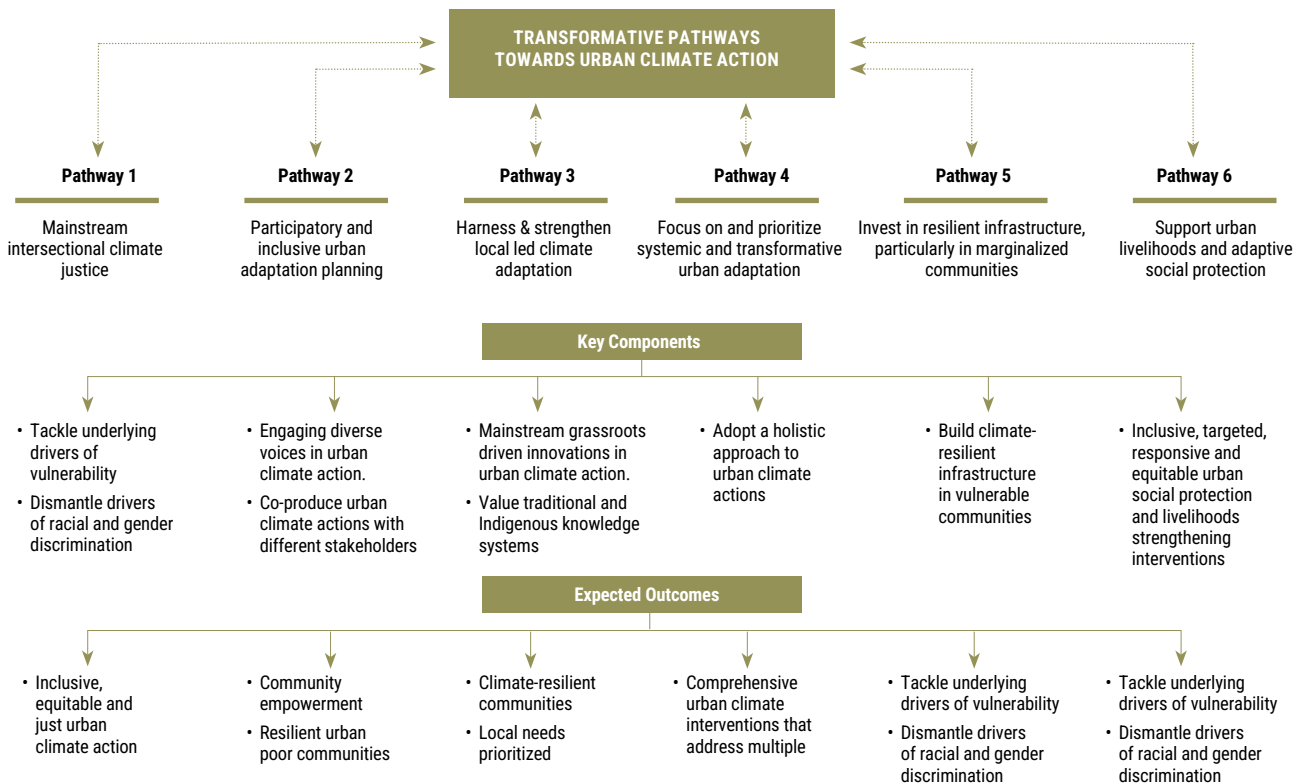 TRANSFORMATIVE PATHWAYS
TOWARDS URBAN CLIMATE ACTION
Pathway 1
Mainstream
intersectional climate
justice
Pathway 2
Participatory and
inclusive urban
adaptation planning
Pathway 3
Harness & strengthen
local led climate
adaptation
Pathway 4
Focus on and prioritize
systemic and transformative
urban adaptation
Pathway 5
Invest in resilient infrastructure,
particularly in marginalized
communities
Pathway 6
Support urban
livelihoods and adaptive
social protection
Key Components
• Tackle underlying
drivers of
vulnerability
• Dismantle drivers
of racial and gender
discrimination
• Engaging diverse
voices in urban
climate action.
• Co-produce urban
climate actions with
different stakeholders
• Mainstream grassroots
driven innovations in
urban climate action.
• Value traditional and
Indigenous knowledge
systems
• Adopt a holistic
approach to
urban climate
actions
• Build climate-
resilient
infrastructure
in vulnerable
communities
• Inclusive, targeted,
responsive and
equitable urban
social protection
and livelihoods
strengthening
interventions
Expected Outcomes
• Inclusive,
equitable and
just urban
climate action
• Community
empowerment
• Resilient urban
poor communities
• Climate-resilient
communities
• Local needs
prioritized
• Comprehensive
urban climate
interventions that
address multiple
• Tackle underlying
drivers of vulnerability
• Dismantle drivers
of racial and gender
discrimination
• Tackle underlying
drivers of vulnerability
• Dismantle drivers
of racial and gender
discrimination